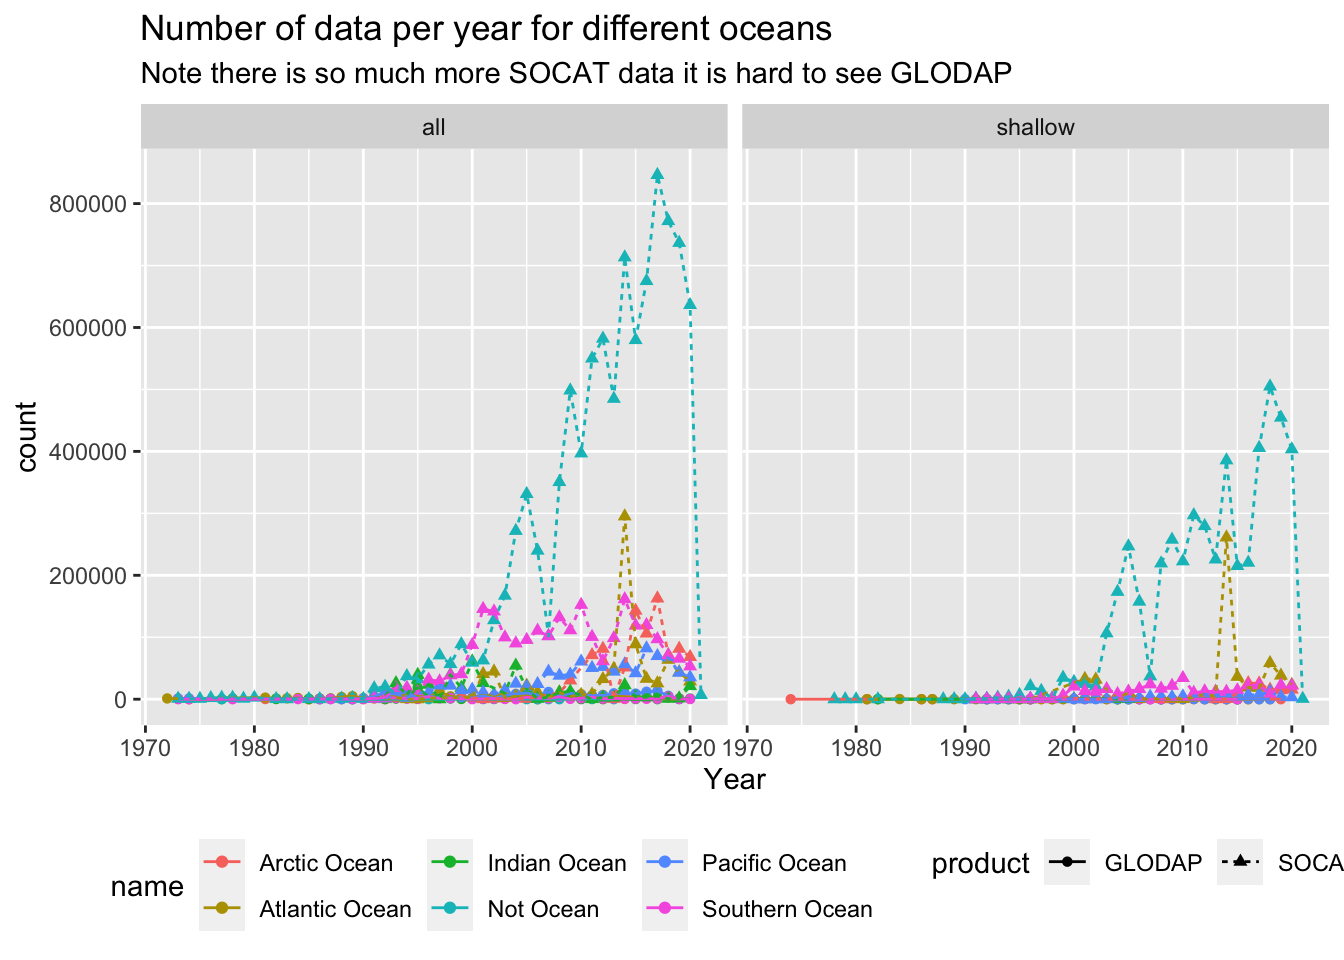 Number of data per year for different oceans
Note there is so much more SOCAT data it is hard to see GLODAP
all
shallow
count
800000
600000
400000
200000
0
1970 1980 1990 2000 2010 2020
1970 1980 1990 2000 2010 2020
Year
name
Arctic Ocean
Indian Ocean
Pacific Ocean
Atlantic Ocean
Not Ocean
Southern Ocean
product
GLODAP
SOCA